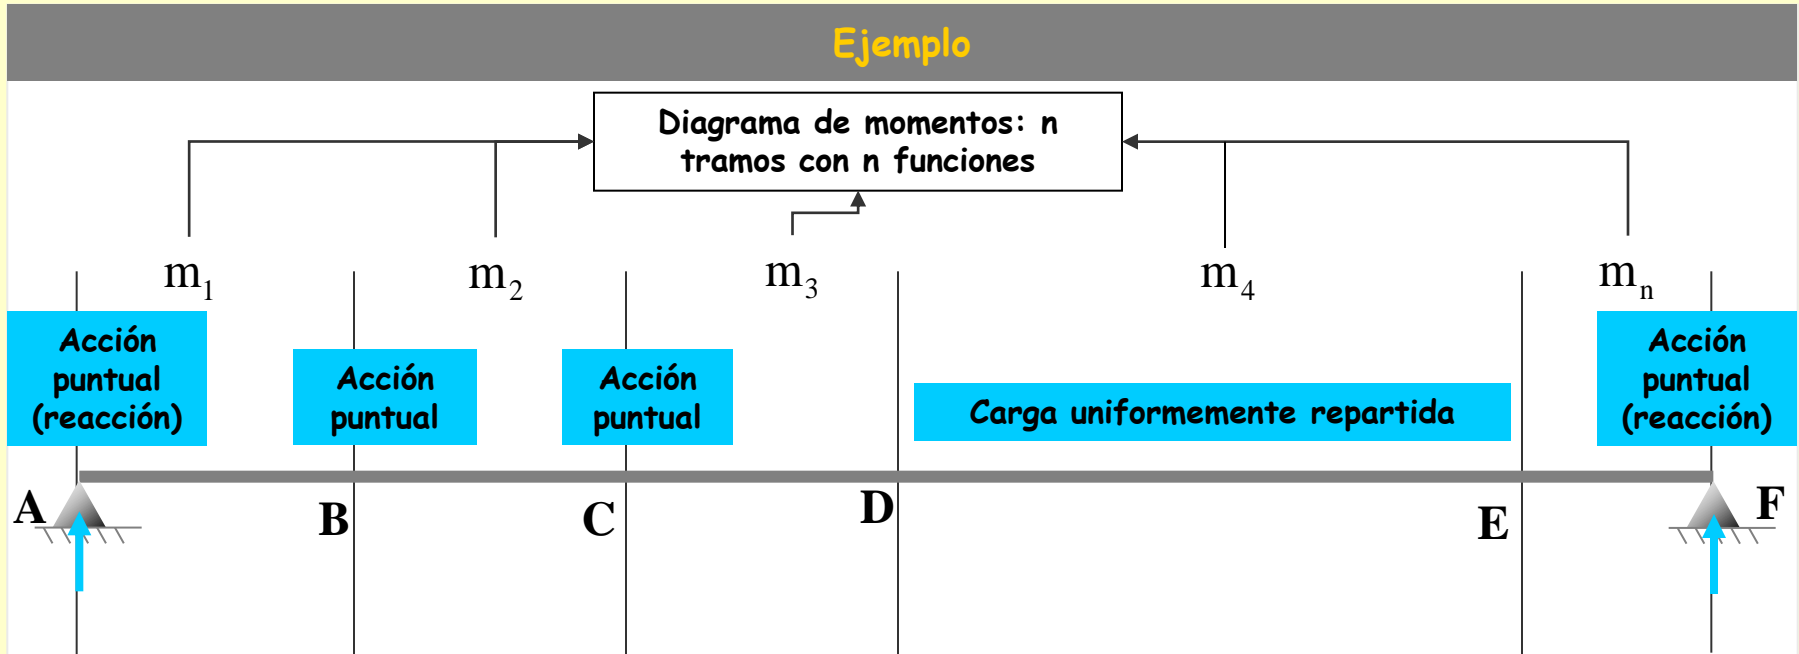 Ejemplo
Diagrama de momentos: n
tramos con n funciones
m1
m2
m3
m4
mn
Acción
puntual
(reacción)
Acción
puntual
Acción
puntual
Carga uniformemente repartida
Acción
puntual
(reacción)
A
B
C
D
E
F